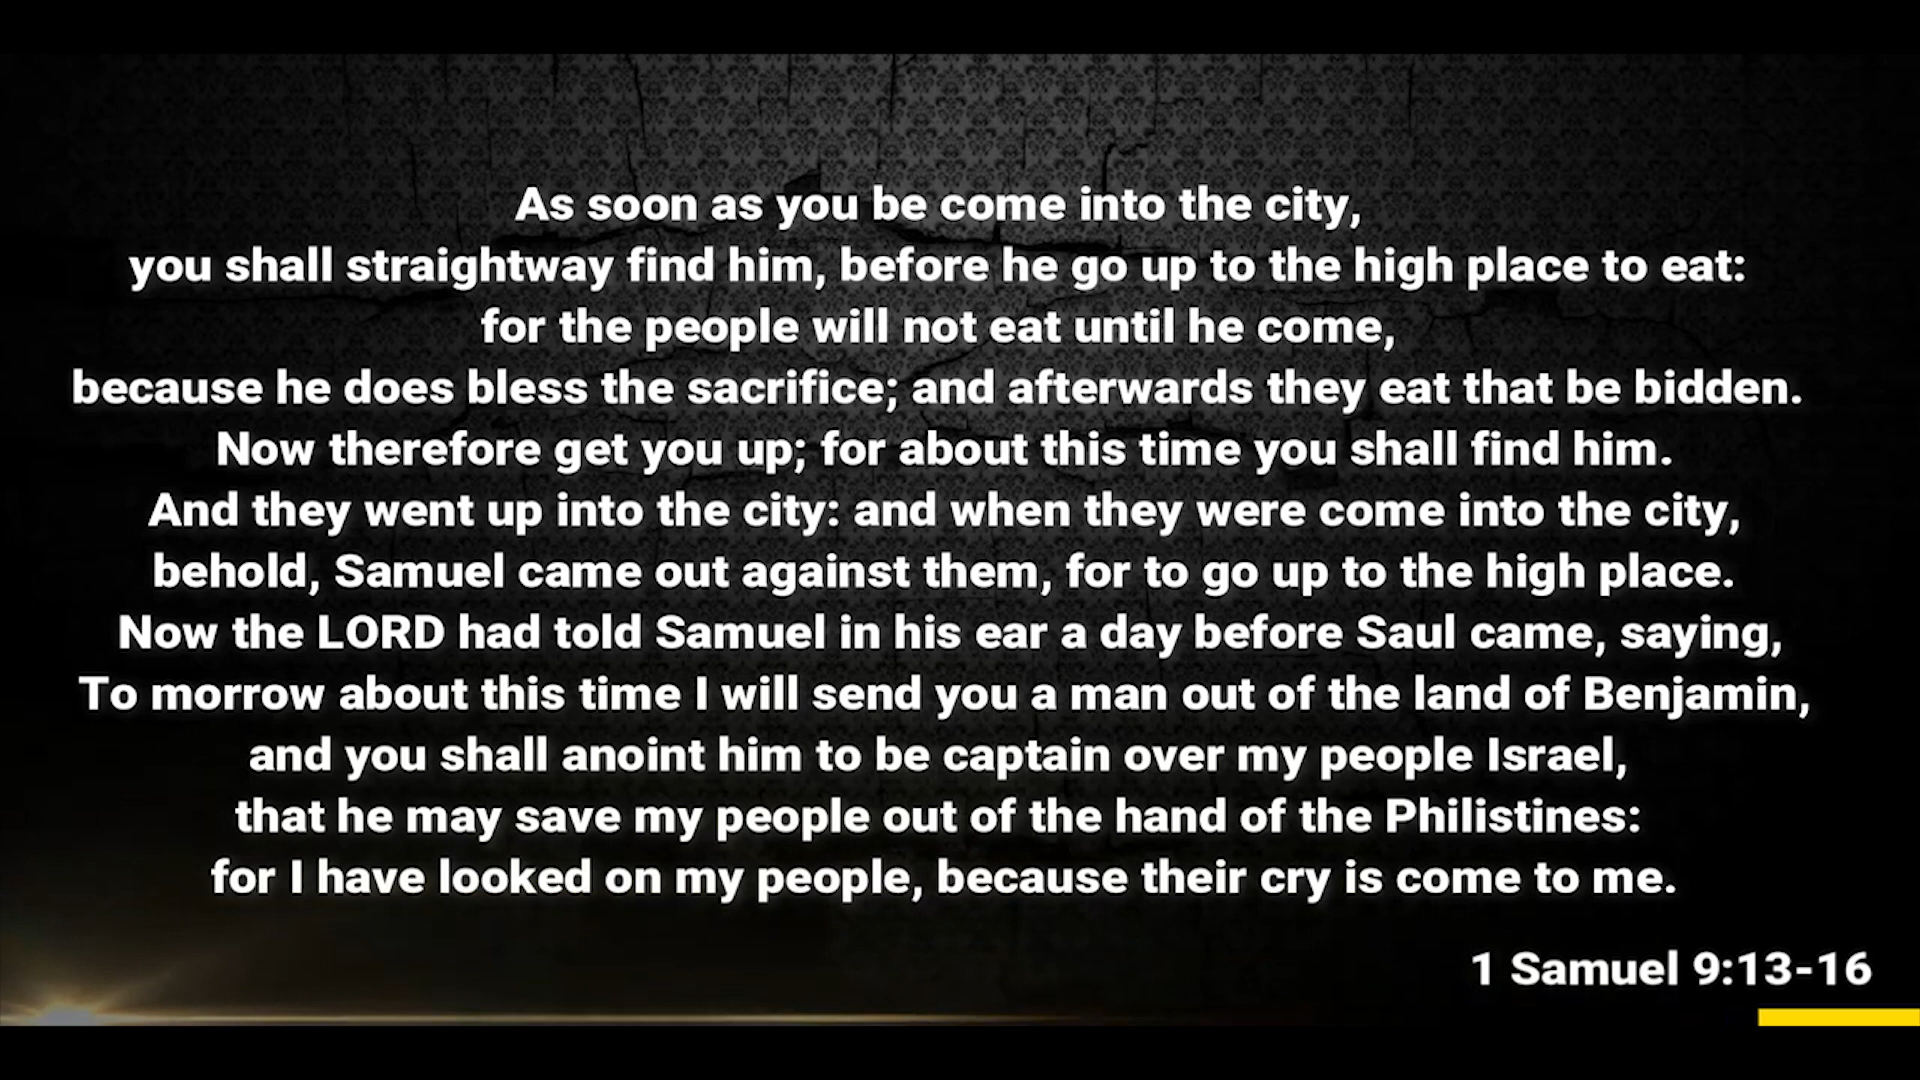 As soon as you be come into the city,
you shall straightway find him, before he go up to the high place to eat:
for the people will not eat until he come,
because he does bless the sacrifice; and afterwards they eat that be bidden.
Now therefore get you up; for about this time you shall find him.
And they went up into the city: and when they were come into the city,
behold, Samuel came out against them, for to go up to the high place.
Now the LORD had told Samuel in his ear a day before Saul came, saying,
To morrow about this time I will send you a man out of the land of Benjamin,
and you shall anoint him to be captain over my people Israel,
that he may save my people out of the hand of the Philistines:
for I have looked on my people, because their cry is come to me.
1 Samuel 9:13-16